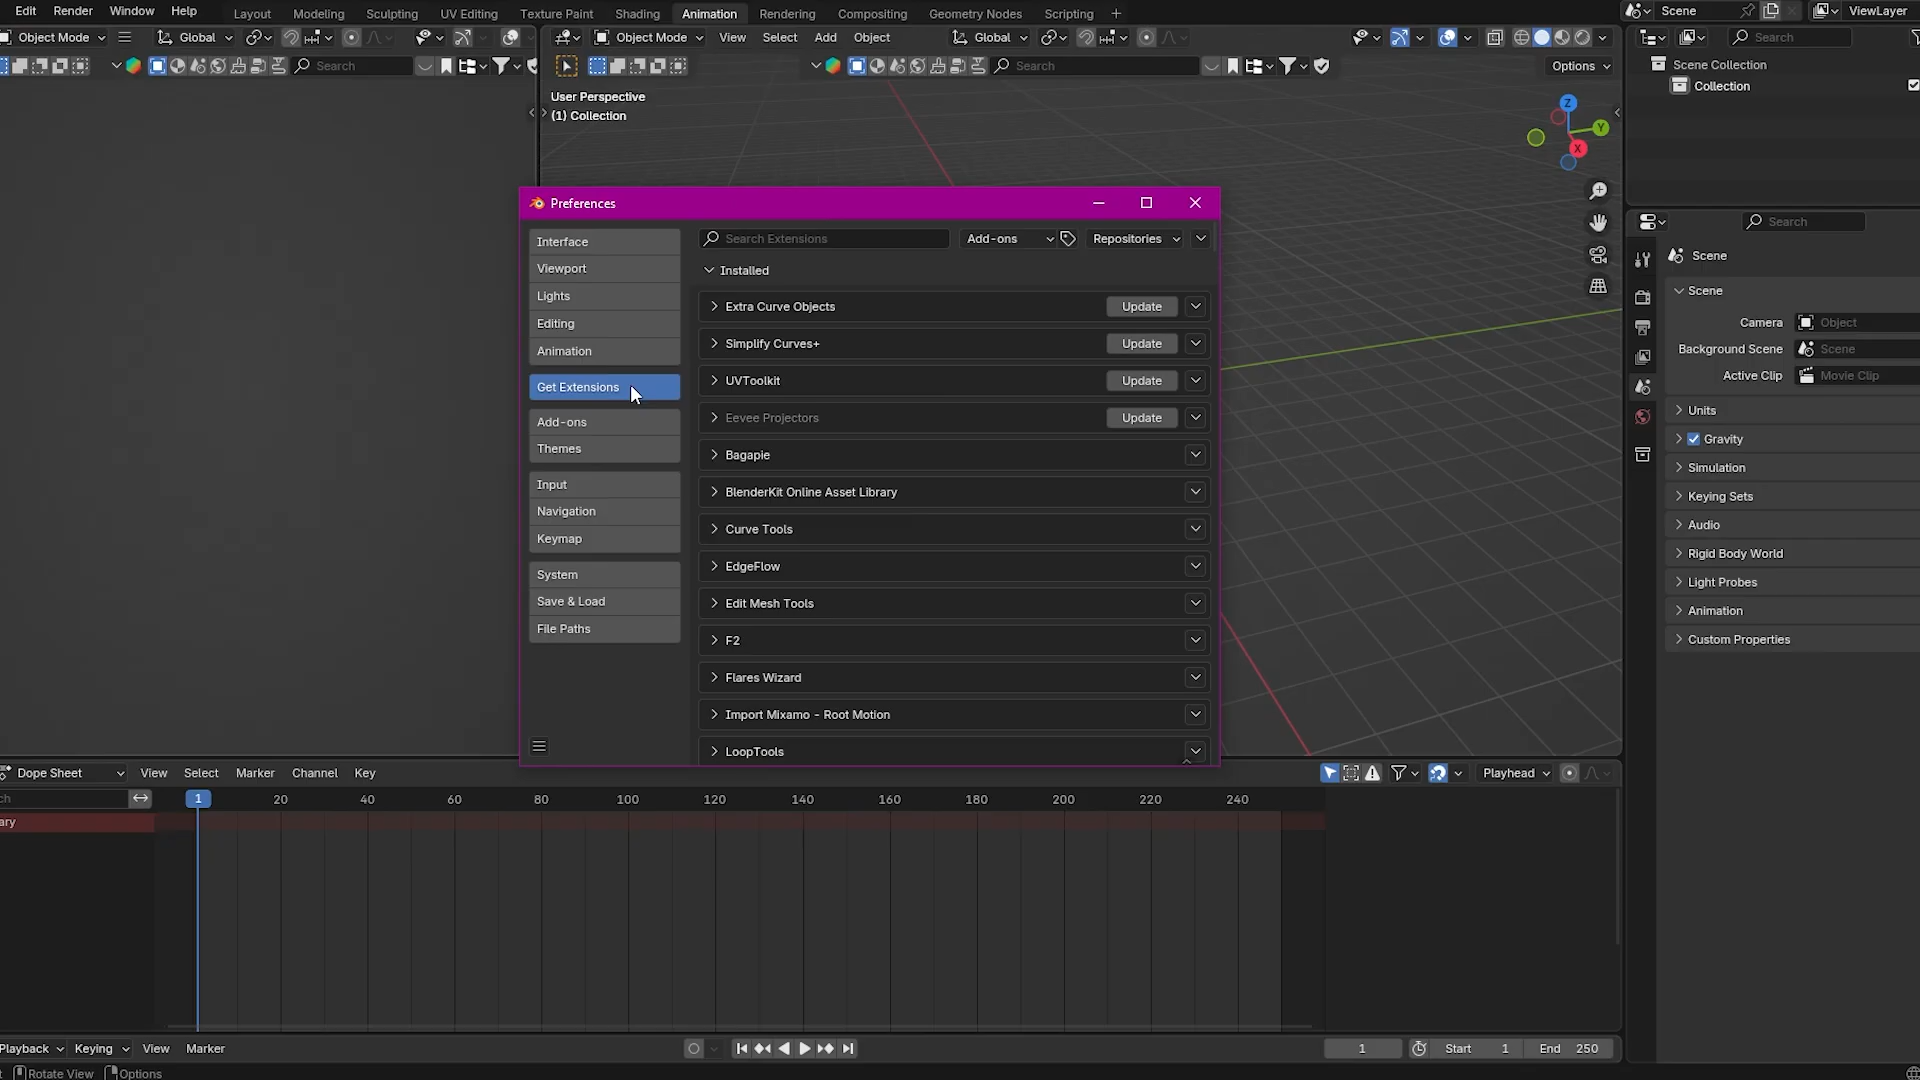 Edit Render Window Help Layout Modeling Sculpting UV Editing Texture Paint Shading Animation Rendering Compositing Geometry Nodes Scripting + Scene ViewLayer
Object Mode Global Object Mode View Select Add Object Global Search
Search Search Options
User Perspective
(1) Collection
Scene Collection
Collection
Z
Y
X
Preferences
Interface
Viewport
Lights
Editing
Animation
Get Extensions
Add-ons
Themes
Input
Navigation
Keymap
System
Save & Load
File Paths
Search Extensions Add-ons Repositories
Installed
Extra Curve Objects Update
Simplify Curves+ Update
UVToolkit Update
Eevee Projectors Update
Bagapie
BlenderKit Online Asset Library
Curve Tools
EdgeFlow
Edit Mesh Tools
F2
Flares Wizard
Import Mixamo - Root Motion
LoopTools
Search
Scene
Scene
Camera Object
Background Scene Scene
Active Clip Movie Clip
Units
Gravity
Simulation
Keying Sets
Audio
Rigid Body World
Light Probes
Animation
Custom Properties
Dope Sheet View Select Marker Channel Key Playhead
ch 1 20 40 60 80 100 120 140 160 180 200 220 240
ary
Playback Keying View Marker 1 Start 1 End 250
Rotate View Options